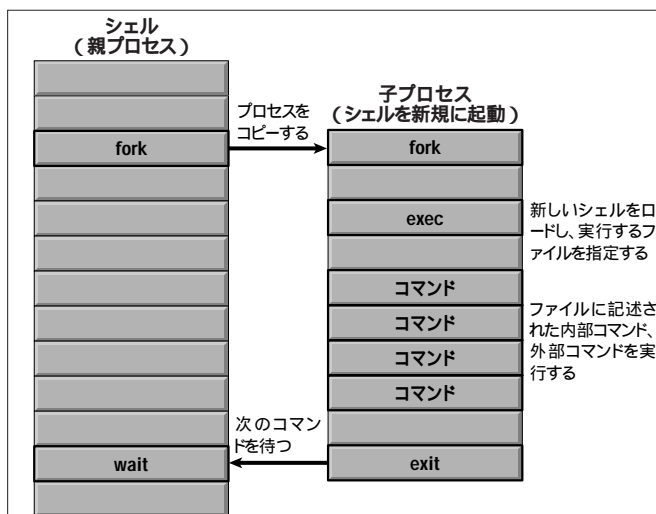 シェル
（親プロセス）
プロセスを
コピーする
fork
子プロセス
（シェルを新規に起動）
fork
exec
新しいシェルをロ
ードし、実行するフ
ァイルを指定する
コマンド
コマンド
コマンド
コマンド
ファイルに記述さ
れた内部コマンド、
外部コマンドを実
行する
次のコマン
ドを待つ
wait
exit